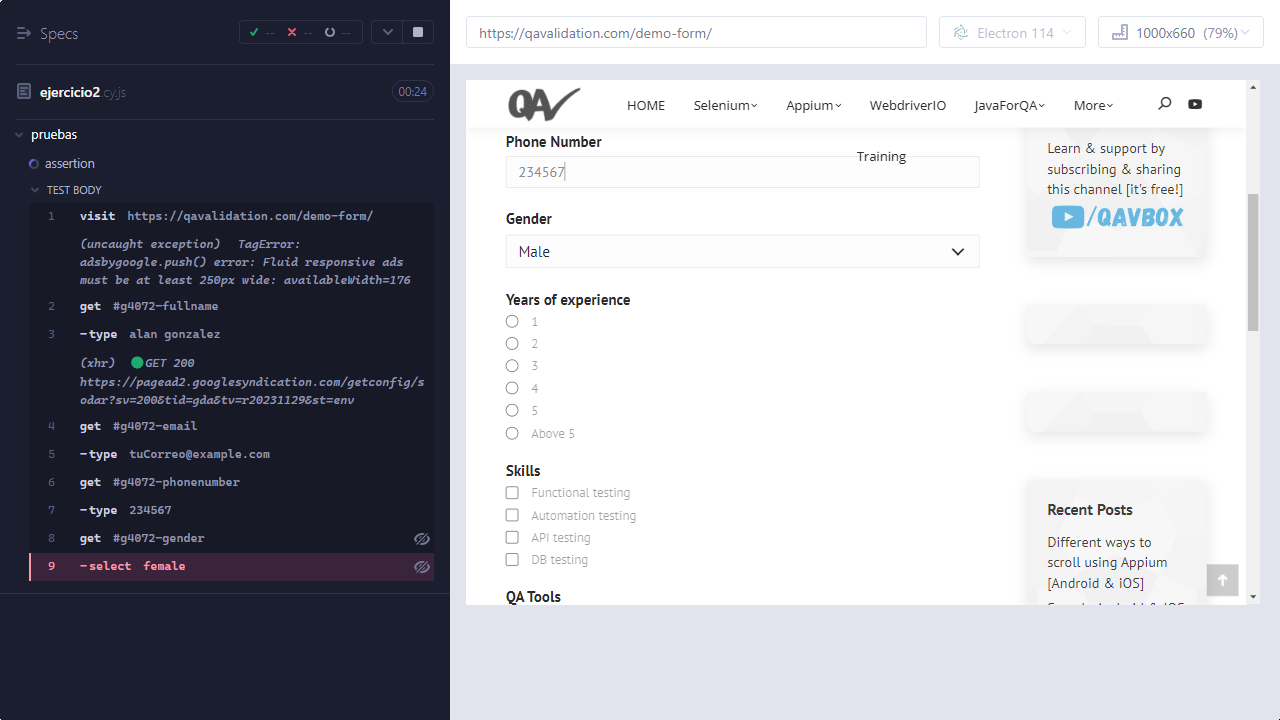 Specs
-- -- --
ejercicio2.cy.js
00:24
pruebas
assertion
TEST BODY
1 visit https://qavalidation.com/demo-form/
(uncaught exception) TagError:
adsbygoogle.push() error: Fluid responsive ads
must be at least 250px wide: availableWidth=176
2 get #g4072-fullname
3 -type alan gonzalez
(xhr) GET 200
https://pagead2.googlesyndication.com/getconfig/s
odar?sv=200&tid=gda&tv=r20231129&st=env
4 get #g4072-email
5 -type tuCorreo@example.com
6 get #g4072-phonenumber
7 -type 234567
8 get #g4072-gender
9 -select female
https://qavalidation.com/demo-form/
Electron 114
1000x660 (79%)
QAV
HOME Selenium Appium WebdriverIO JavaForQA More
Training
Phone Number
234567
Gender
Male
Years of experience
1
2
3
4
5
Above 5
Skills
Functional testing
Automation testing
API testing
DB testing
QA Tools
Learn & support by
subscribing & sharing
this channel [it's free!]
/QAVBOX
Recent Posts
Different ways to
scroll using Appium
[Android & iOS]